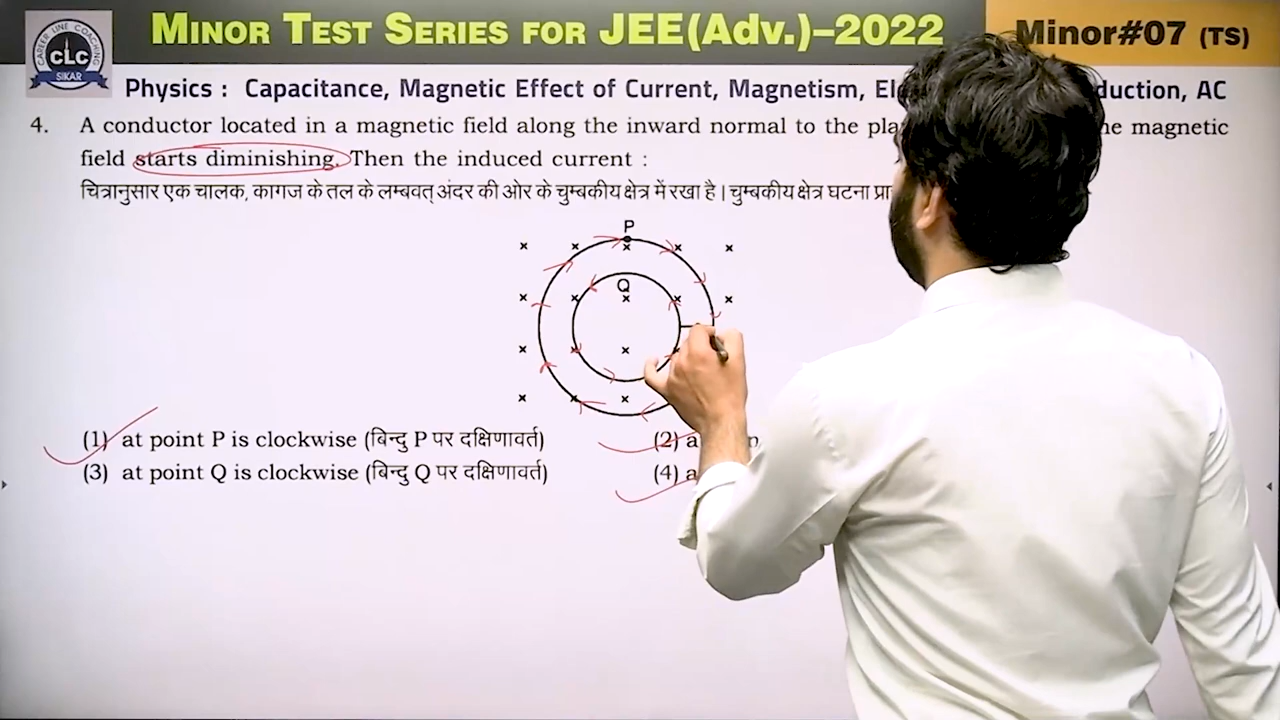 MINOR TEST SERIES FOR JEE(Adv.)–2022
Minor#07 (TS)
CAREER LINE COACHING
CLC
SIKAR
Physics : Capacitance, Magnetic Effect of Current, Magnetism, duction, AC
4. A conductor located in a magnetic field along the inward normal to the magnetic
field starts diminishing. Then the induced current :
चित्रानुसार एक चालक, कागज के तल के लम्बवत् अंदर की ओर के चुम्बकीय क्षेत्र में रखा है। चुम्बकीय क्षेत्र घटना
P
Q
(1) at point P is clockwise (बिन्दु P पर दक्षिणावर्त)
(2)
(3) at point Q is clockwise (बिन्दु Q पर दक्षिणावर्त)
(4)